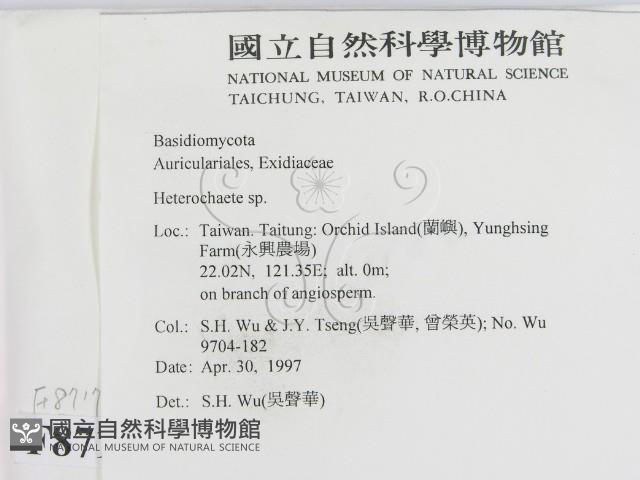 國立自然科學博物館
NATIONAL MUSEUM OF NATURAL SCIENCE
TAICHUNG, TAIWAN, R.O.CHINA
Basidiomycota
Auriculariales, Exidiaceae
Heterochaete sp.
Loc.: Taiwan. Taitung: Orchid Island(蘭嶼), Yunghsing
Farm(永興農場)
22.02N, 121.35E; alt. 0m;
on branch of angiosperm.
Col.: S.H. Wu & J.Y. Tseng(吳聲華, 曾榮英); No. Wu
9704-182
Date: Apr. 30, 1997
Det.: S.H. Wu(吳聲華)
國立自然科學博物館
NATIONAL MUSEUM OF NATURAL SCIENCE